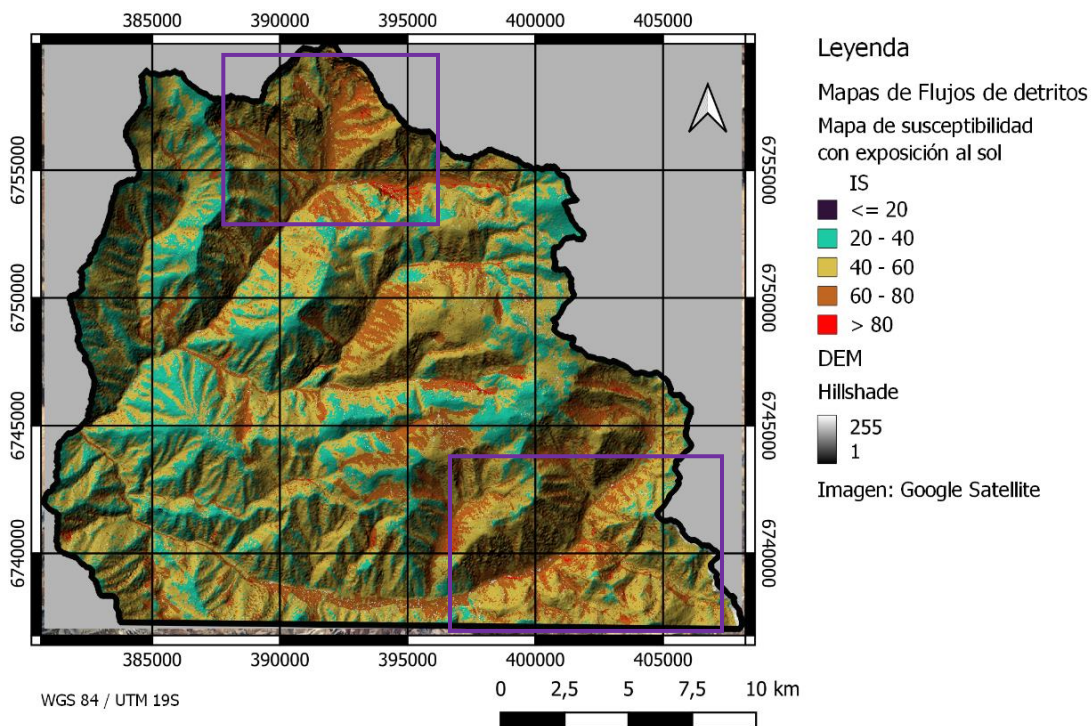 385000 390000 395000 400000 405000
6755000
6750000
6745000
6740000
6755000
6750000
6745000
6740000
385000 390000 395000 400000 405000
WGS 84 / UTM 19S
0 2,5 5 7,5 10 km
Leyenda
Mapas de Flujos de detritos
Mapa de susceptibilidad
con exposición al sol
IS
<= 20
20 - 40
40 - 60
60 - 80
> 80
DEM
Hillshade
255
1
Imagen: Google Satellite